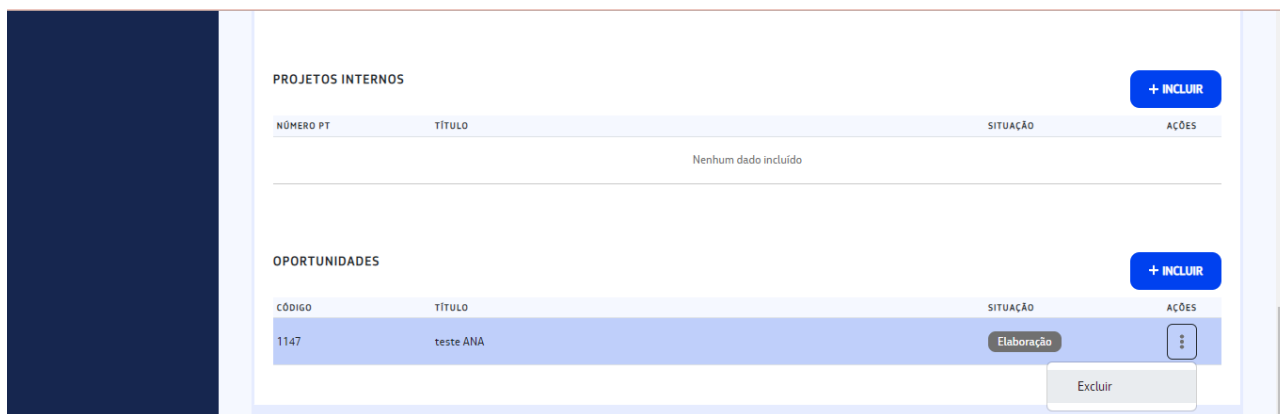 PROJETOS INTERNOS
+ INCLUIR
NÚMERO PT TÍTULO SITUAÇÃO AÇÕES
Nenhum dado incluído
OPORTUNIDADES
+ INCLUIR
CÓDIGO TÍTULO SITUAÇÃO AÇÕES
1147 teste ANA Elaboração
Excluir